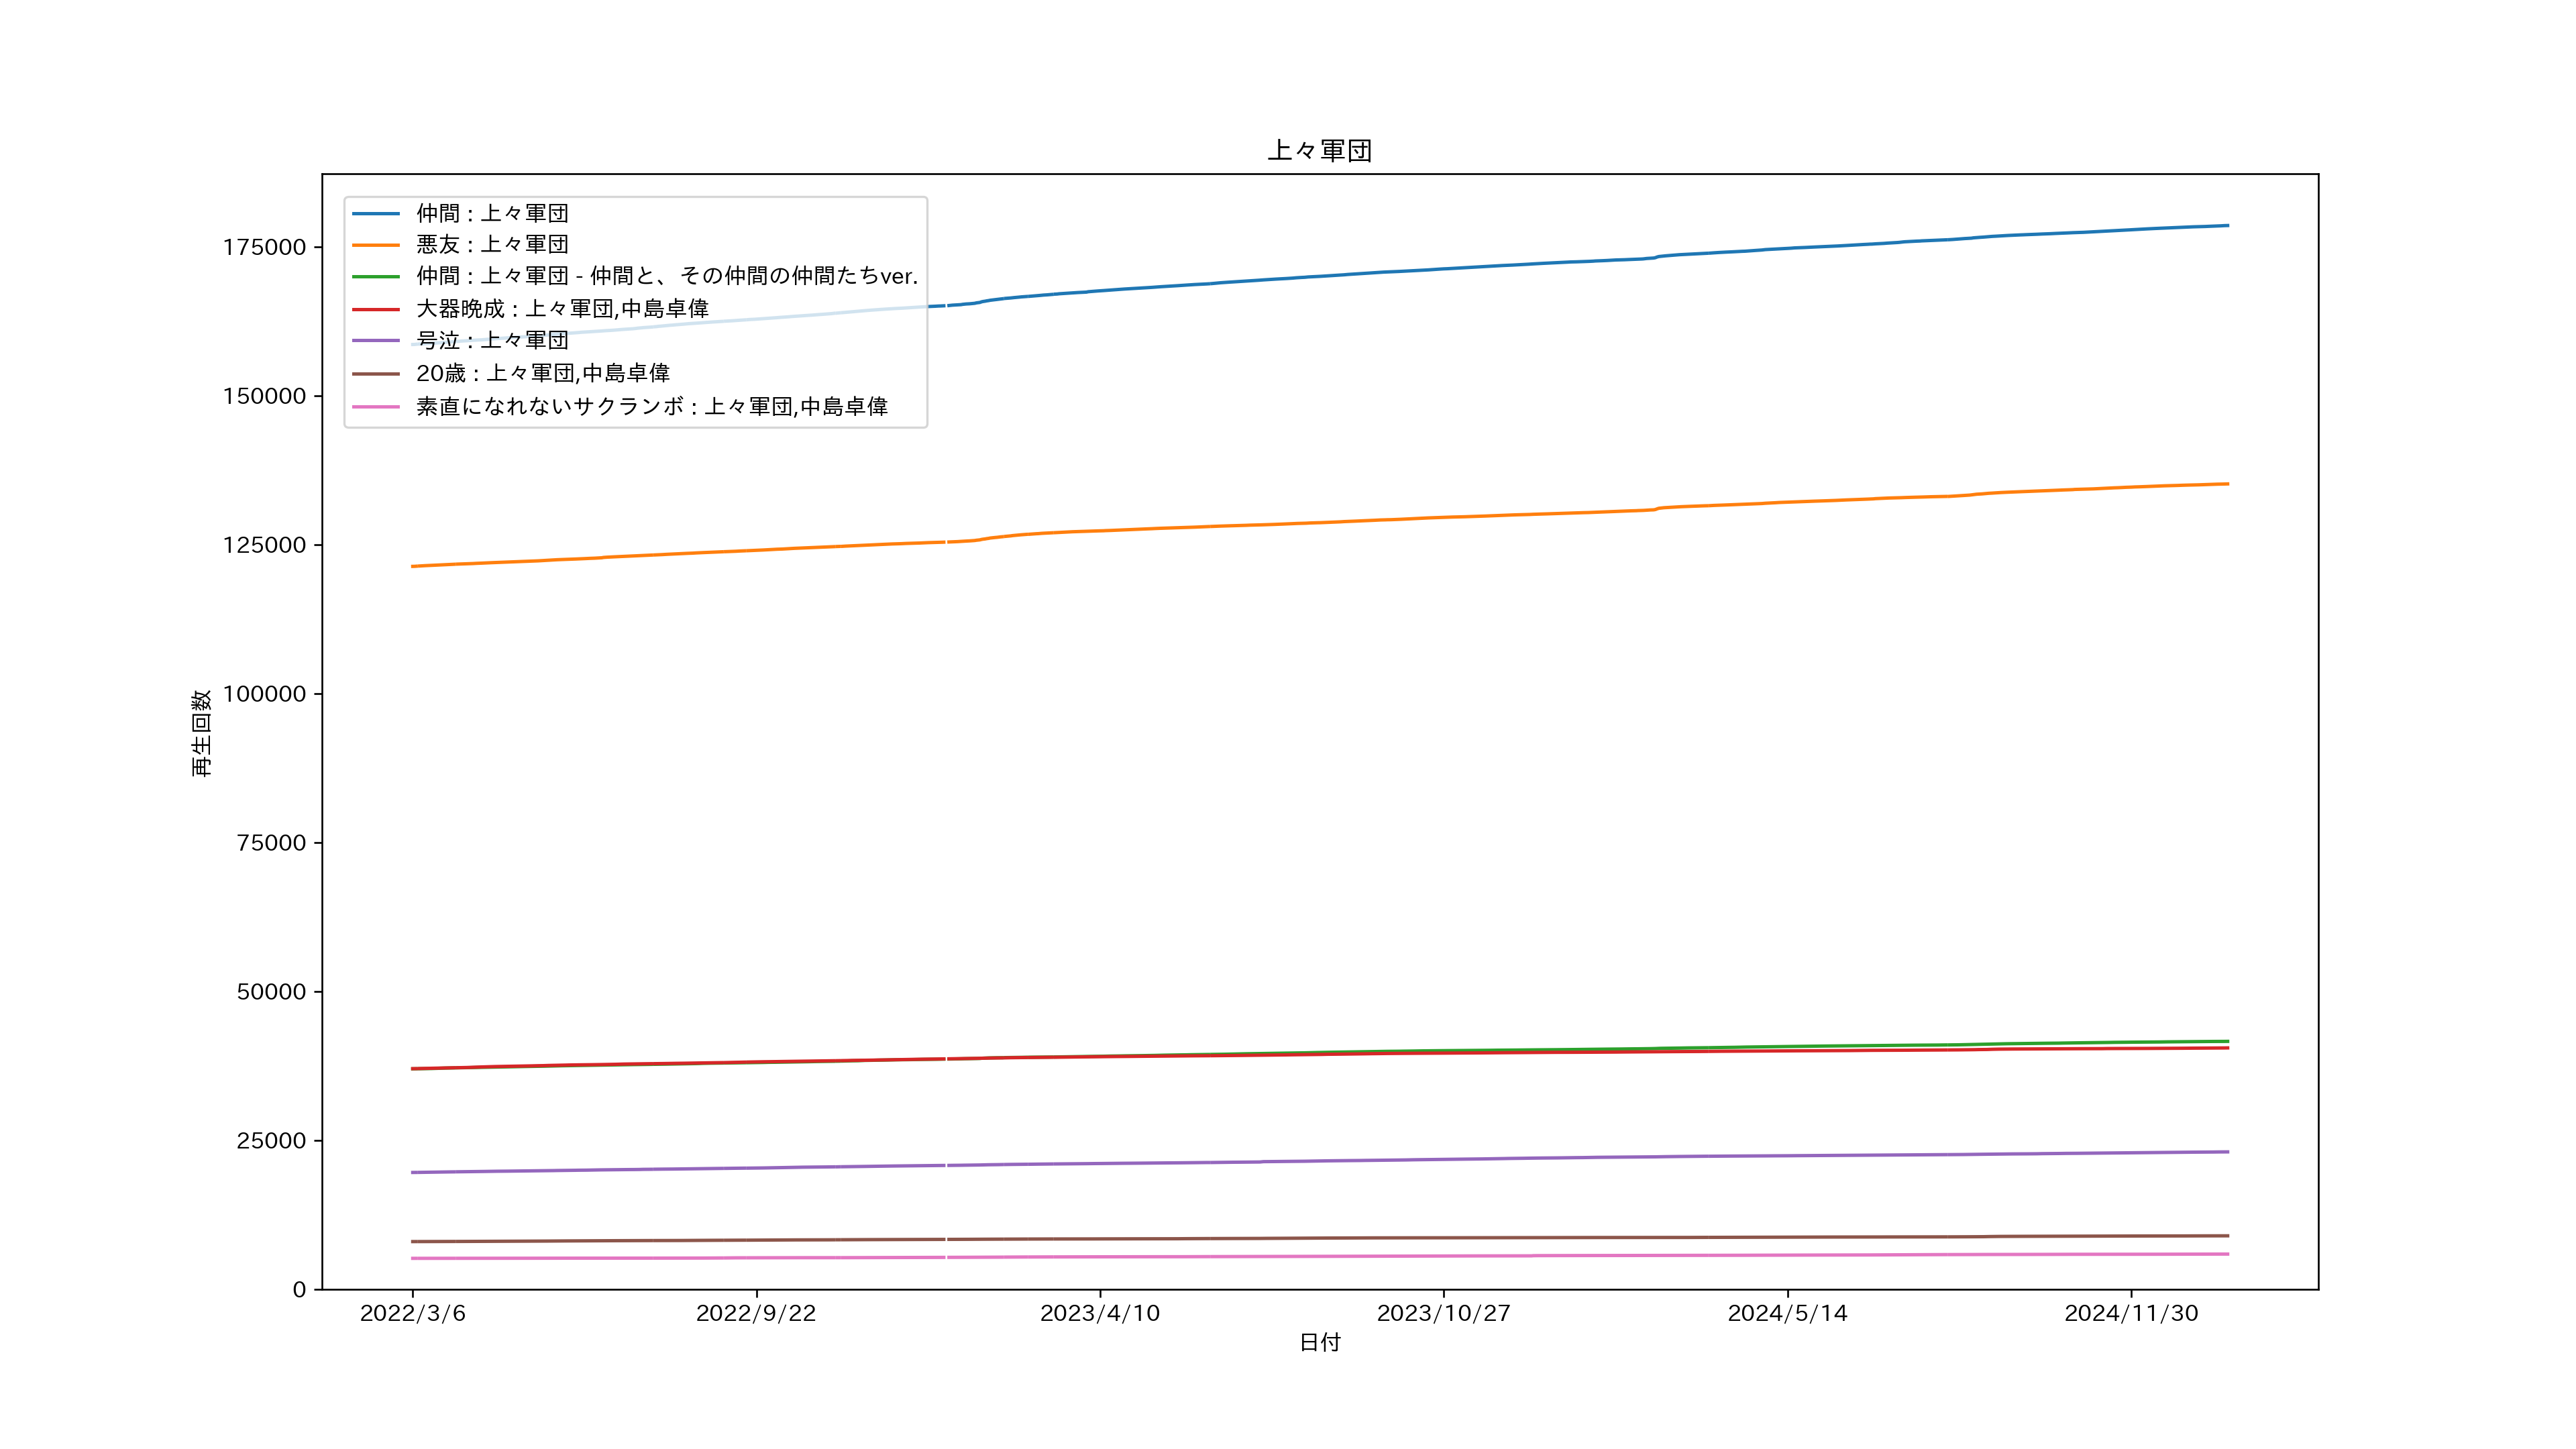 上々軍団
仲間 : 上々軍団
悪友 : 上々軍団
仲間 : 上々軍団 - 仲間と、その仲間の仲間たちver.
大器晩成 : 上々軍団,中島卓偉
号泣 : 上々軍団
20歳 : 上々軍団,中島卓偉
素直になれないサクランボ : 上々軍団,中島卓偉
175000
150000
125000
100000
75000
50000
25000
0
再生回数
2022/3/6
2022/9/22
2023/4/10
2023/10/27
2024/5/14
2024/11/30
日付